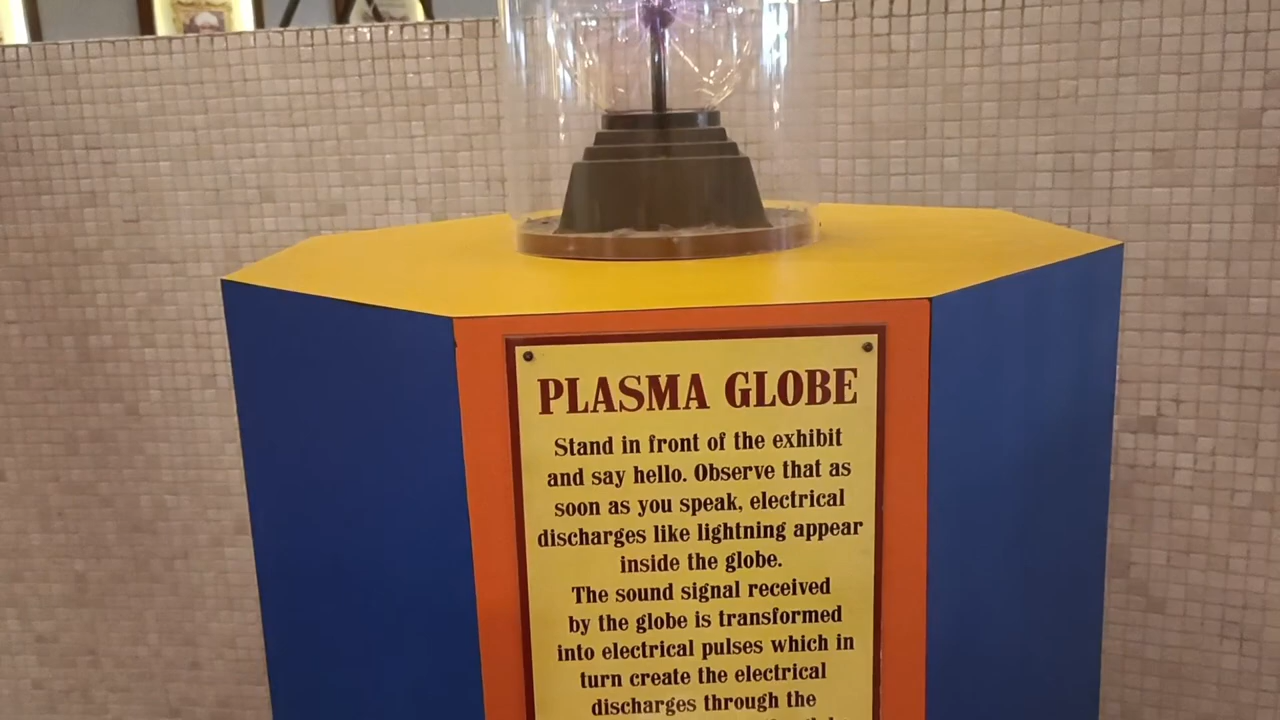 PLASMA GLOBE
Stand in front of the exhibit
and say hello. Observe that as
soon as you speak, electrical
discharges like lightning appear
inside the globe.
The sound signal received
by the globe is transformed
into electrical pulses which in
turn create the electrical
discharges through the